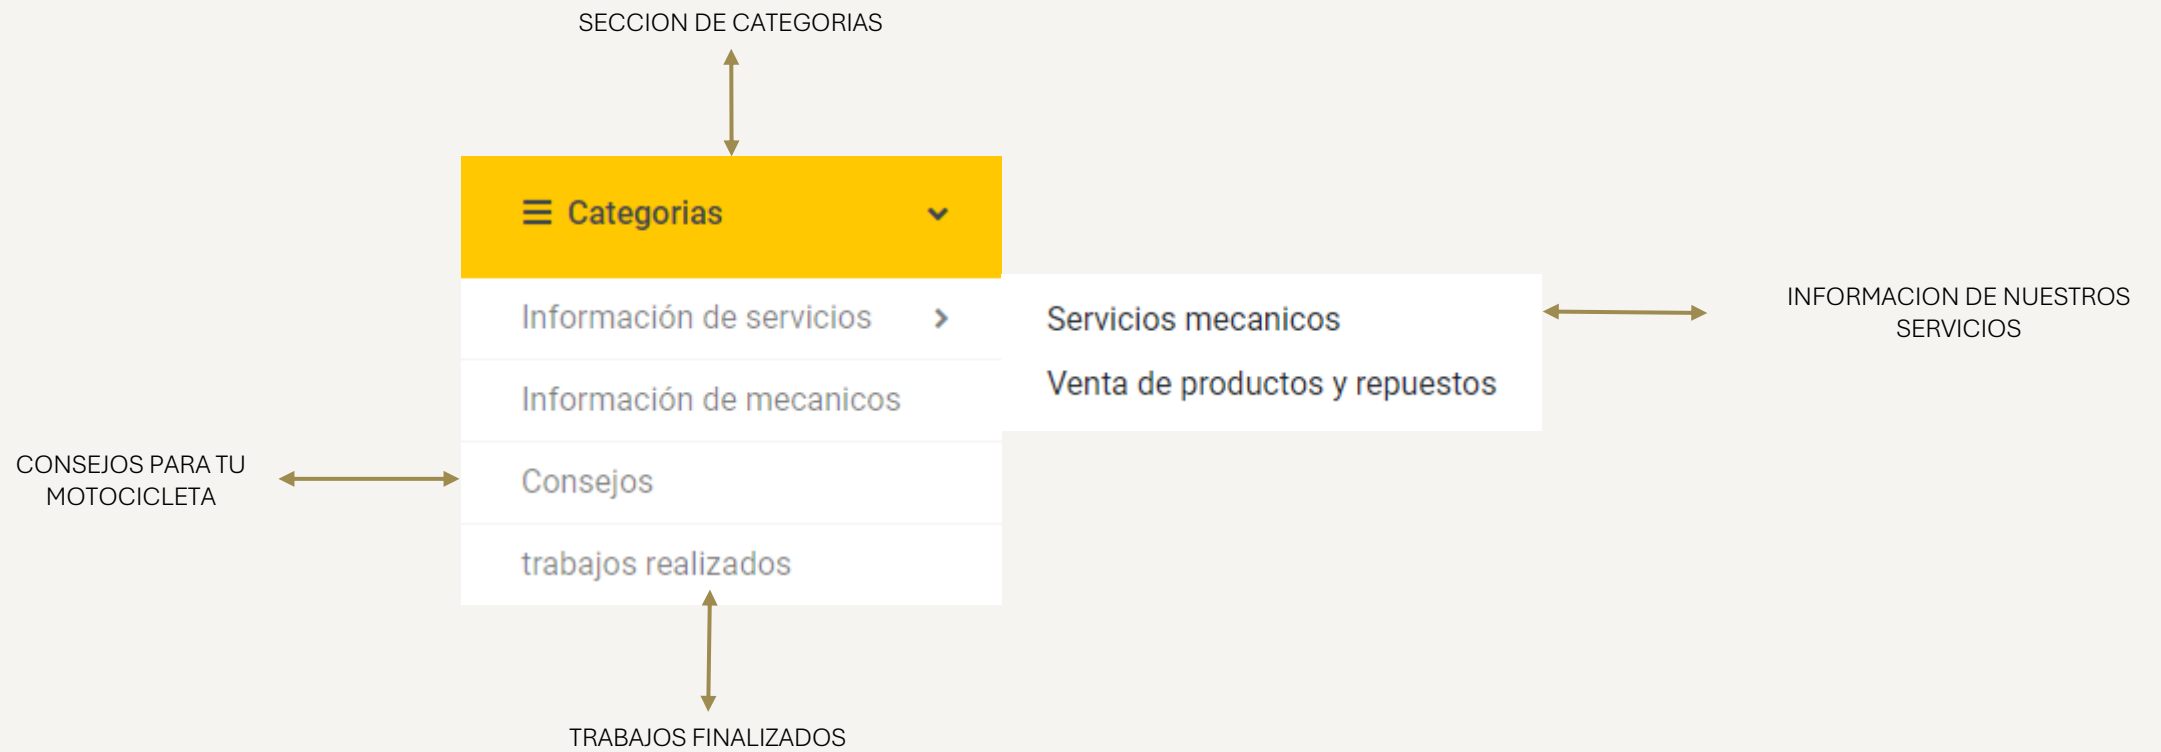 SECCION DE CATEGORIAS
Categorias
Información de servicios
Servicios mecanicos
INFORMACION DE NUESTROS
SERVICIOS
Información de mecanicos
Venta de productos y repuestos
CONSEJOS PARA TU
MOTOCICLETA
Consejos
trabajos realizados
TRABAJOS FINALIZADOS